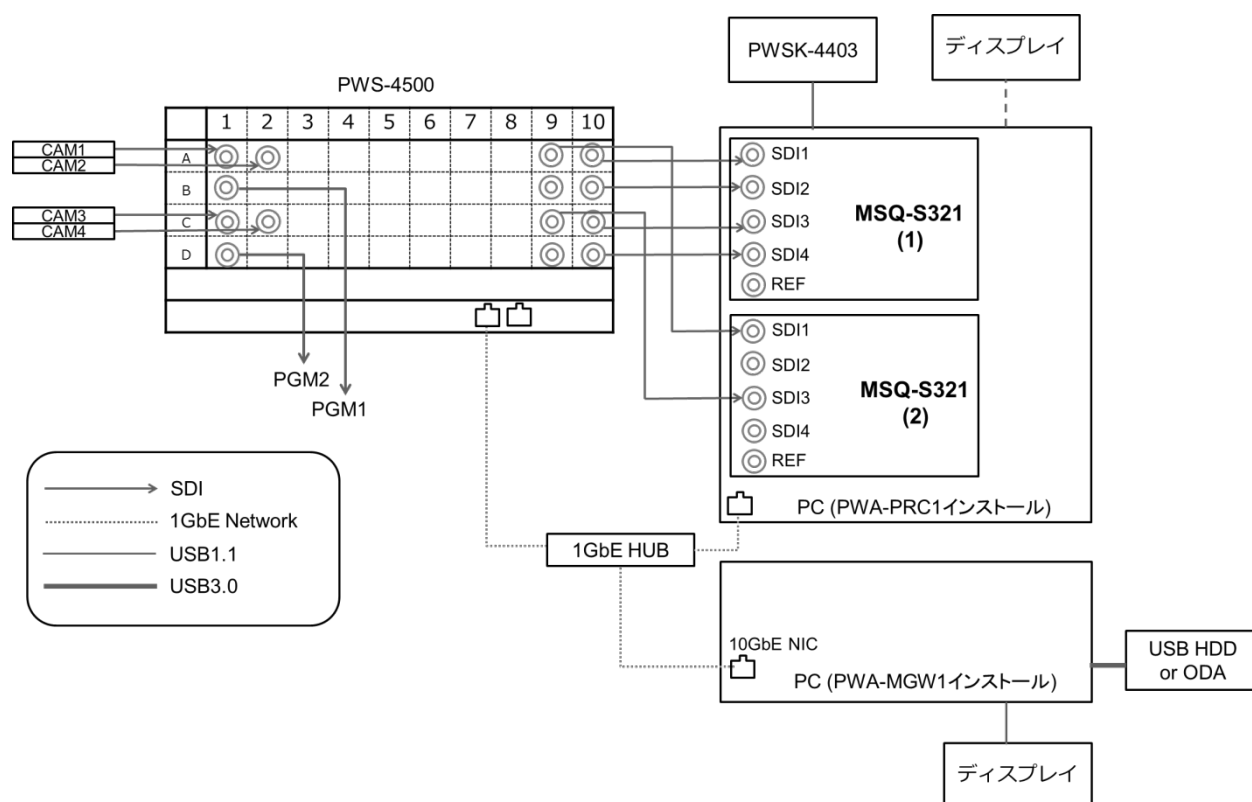 PWS-4500
1 2 3 4 5 6 7 8 9 10
A
B
C
D
CAM1
CAM2
CAM3
CAM4
PGM2
PGM1
PWSK-4403
ディスプレイ
SDI1
SDI2
SDI3
SDI4
REF
MSQ-S321
(1)
SDI1
SDI2
SDI3
SDI4
REF
MSQ-S321
(2)
PC (PWA-PRC1インストール)
SDI
1GbE Network
USB1.1
USB3.0
1GbE HUB
10GbE NIC
PC (PWA-MGW1インストール)
USB HDD
or ODA
ディスプレイ